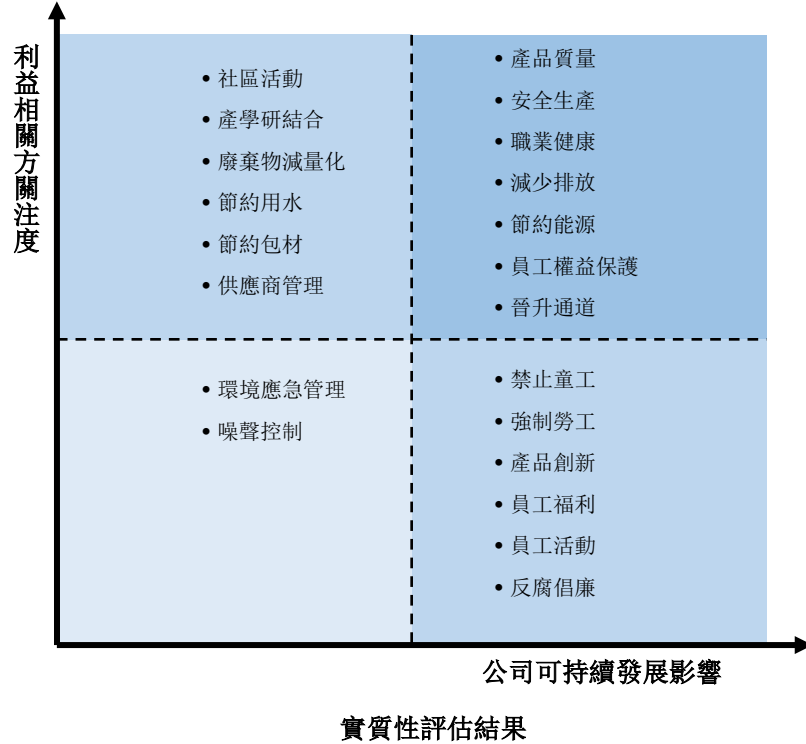 利益相關方關注度
• 社區活動
• 產學研結合
• 廢棄物減量化
• 節約用水
• 節約包材
• 供應商管理
• 產品質量
• 安全生產
• 職業健康
• 減少排放
• 節約能源
• 員工權益保護
• 晉升通道
• 環境應急管理
• 噪聲控制
• 禁止童工
• 強制勞工
• 產品創新
• 員工福利
• 員工活動
• 反腐倡廉
公司可持續發展影響
實質性評估結果